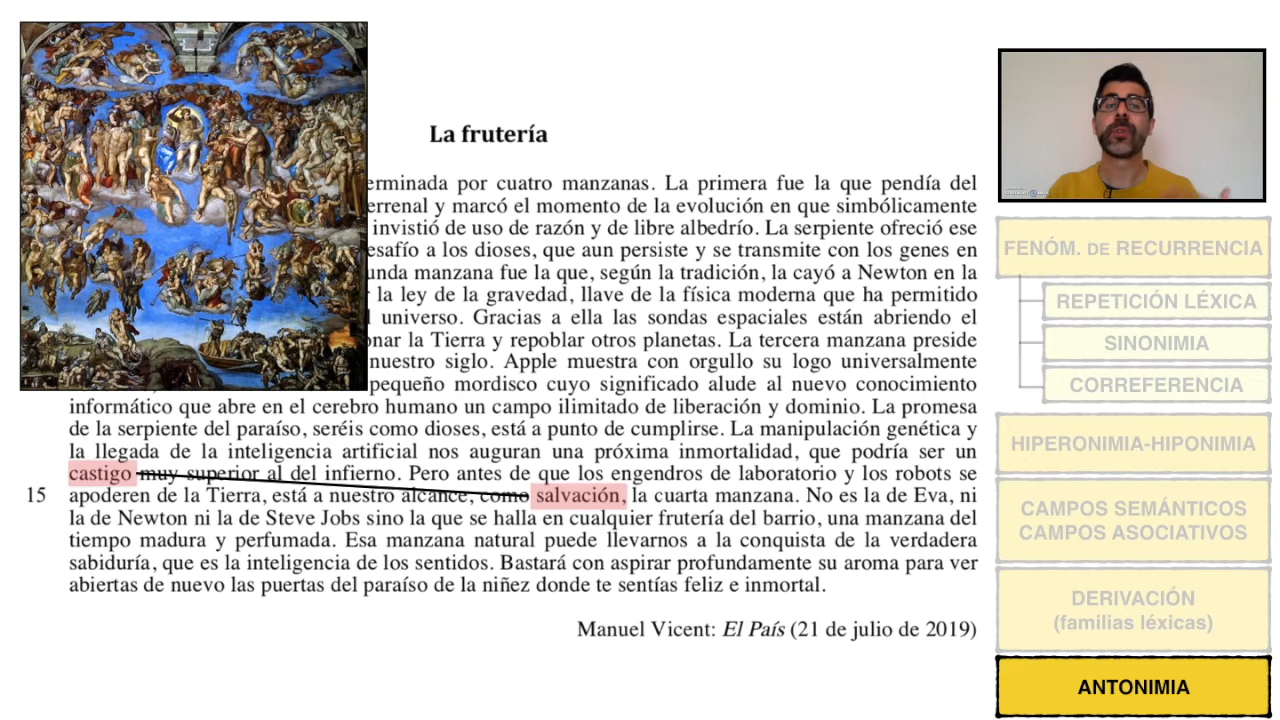 La frutería
erminada por cuatro manzanas. La primera fue la que pendía del
errenal y marcó el momento de la evolución en que simbólicamente
invistió de uso de razón y de libre albedrío. La serpiente ofreció ese
esafío a los dioses, que aun persiste y se transmite con los genes en
unda manzana fue la que, según la tradición, la cayó a Newton en la
la ley de la gravedad, llave de la física moderna que ha permitido
l universo. Gracias a ella las sondas espaciales están abriendo el
onar la Tierra y repoblar otros planetas. La tercera manzana preside
nuestro siglo. Apple muestra con orgullo su logo universalmente
pequeño mordisco cuyo significado alude al nuevo conocimiento
informático que abre en el cerebro humano un campo ilimitado de liberación y dominio. La promesa
de la serpiente del paraíso, seréis como dioses, está a punto de cumplirse. La manipulación genética y
la llegada de la inteligencia artificial nos auguran una próxima inmortalidad, que podría ser un
castigo muy superior al del infierno. Pero antes de que los engendros de laboratorio y los robots se
15 apoderen de la Tierra, está a nuestro alcance, como salvación, la cuarta manzana. No es la de Eva, ni
la de Newton ni la de Steve Jobs sino la que se halla en cualquier frutería del barrio, una manzana del
tiempo madura y perfumada. Esa manzana natural puede llevarnos a la conquista de la verdadera
sabiduría, que es la inteligencia de los sentidos. Bastará con aspirar profundamente su aroma para ver
abiertas de nuevo las puertas del paraíso de la niñez donde te sentías feliz e inmortal.
Manuel Vicent: El País (21 de julio de 2019)
FENÓM. DE RECURRENCIA
REPETICIÓN LÉXICA
SINONIMIA
CORREFERENCIA
HIPERONIMIA-HIPONIMIA
CAMPOS SEMÁNTICOS
CAMPOS ASOCIATIVOS
DERIVACIÓN
(familias léxicas)
ANTONIMIA